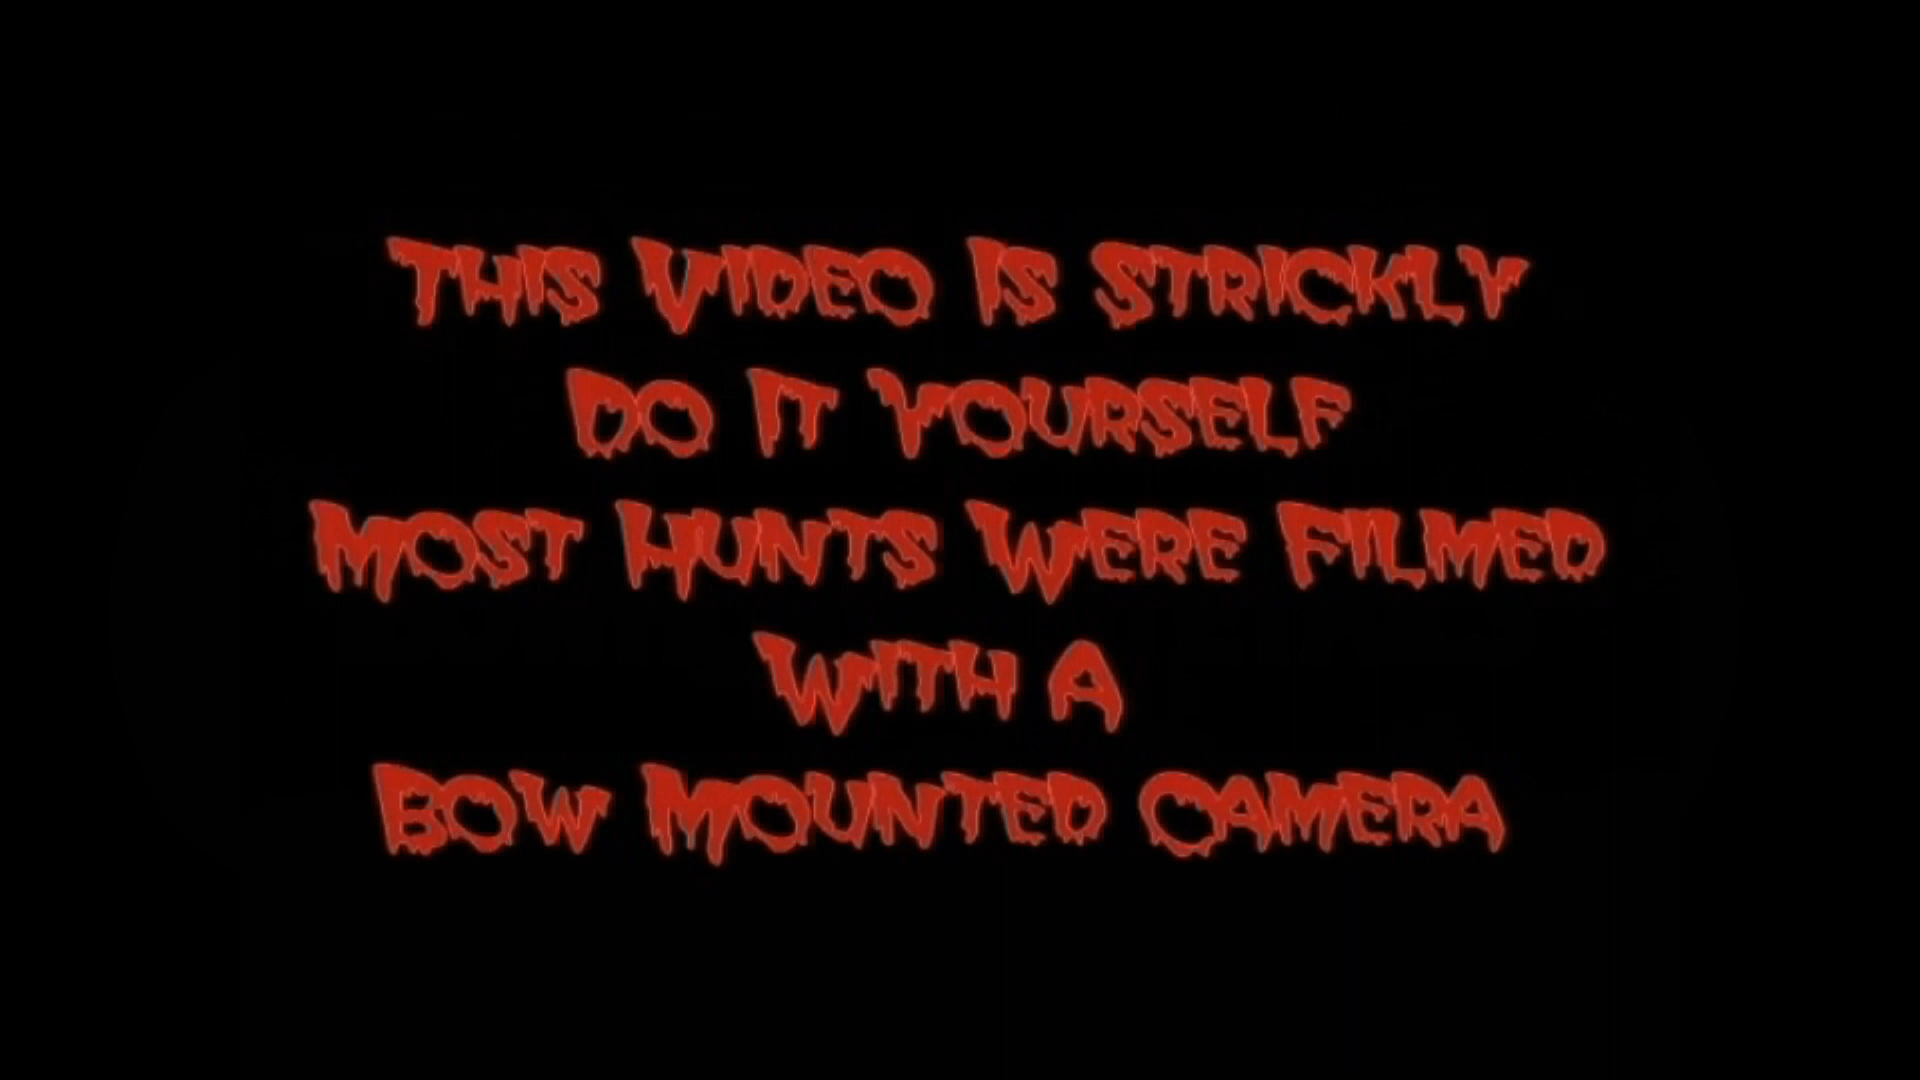 This Video Is Strickly
Do It Yourself
Most Hunts Were Filmed
With A
Bow Mounted Camera